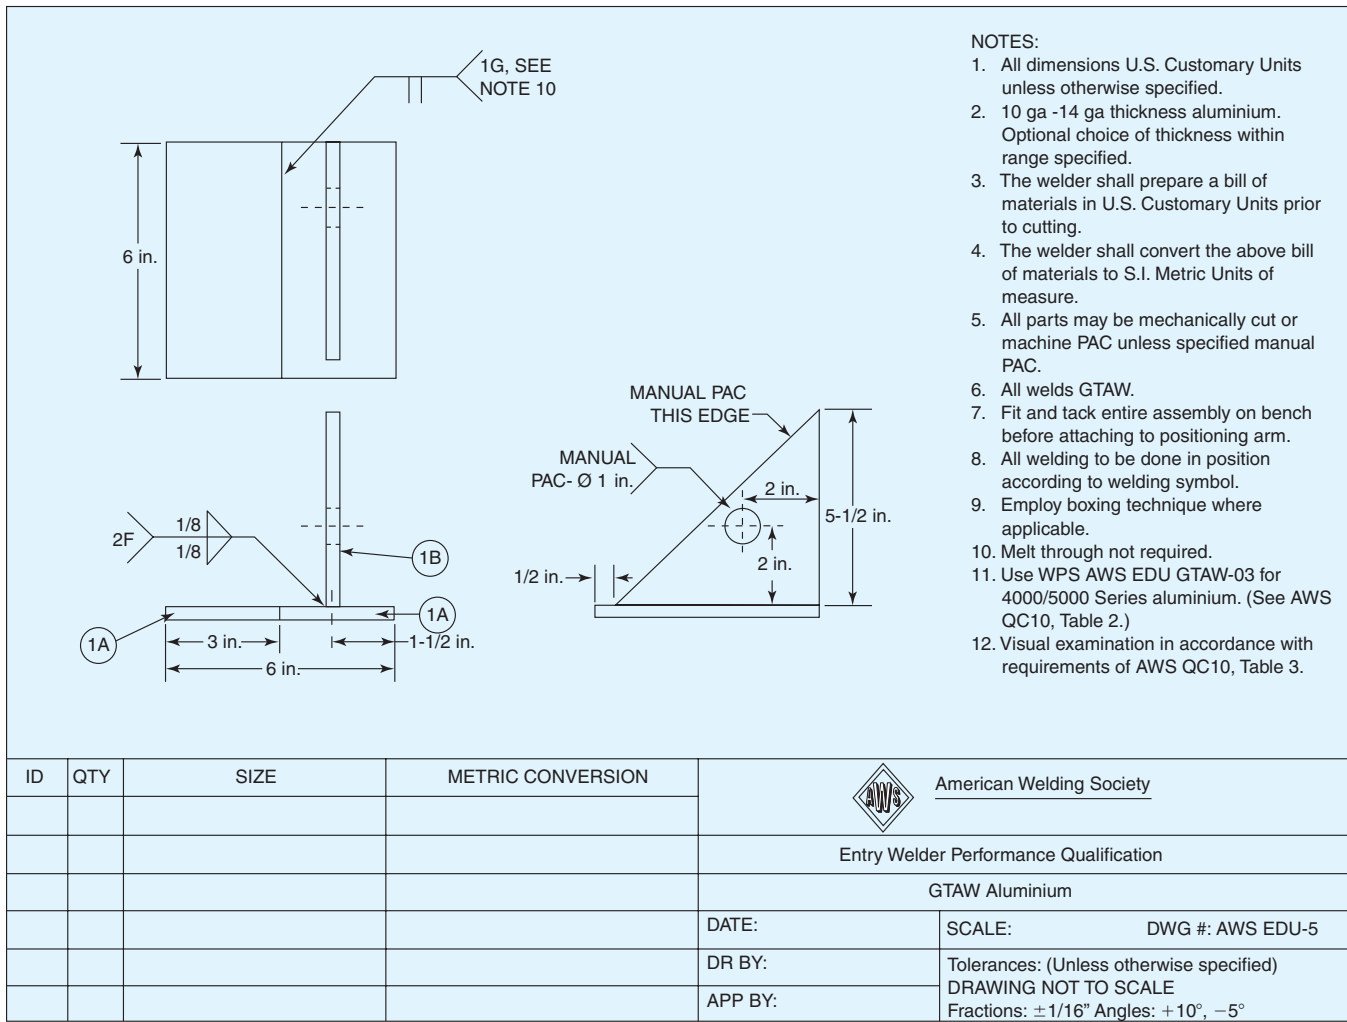 1G, SEE
NOTE 10
6 in.
2F
1/8
1/8
1B
1A
1A
3 in.
1-1/2 in.
6 in.
MANUAL PAC
THIS EDGE
MANUAL
PAC- Ø 1 in.
2 in.
5-1/2 in.
2 in.
1/2 in.
NOTES:
1. All dimensions U.S. Customary Units
unless otherwise specified.
2. 10 ga -14 ga thickness aluminium.
Optional choice of thickness within
range specified.
3. The welder shall prepare a bill of
materials in U.S. Customary Units prior
to cutting.
4. The welder shall convert the above bill
of materials to S.I. Metric Units of
measure.
5. All parts may be mechanically cut or
machine PAC unless specified manual
PAC.
6. All welds GTAW.
7. Fit and tack entire assembly on bench
before attaching to positioning arm.
8. All welding to be done in position
according to welding symbol.
9. Employ boxing technique where
applicable.
10. Melt through not required.
11. Use WPS AWS EDU GTAW-03 for
4000/5000 Series aluminium. (See AWS
QC10, Table 2.)
12. Visual examination in accordance with
requirements of AWS QC10, Table 3.
ID QTY SIZE METRIC CONVERSION
AWS
American Welding Society
Entry Welder Performance Qualification
GTAW Aluminium
DATE:
SCALE: DWG #: AWS EDU-5
DR BY:
APP BY:
Tolerances: (Unless otherwise specified)
DRAWING NOT TO SCALE
Fractions: ±1/16” Angles: +10°, −5°